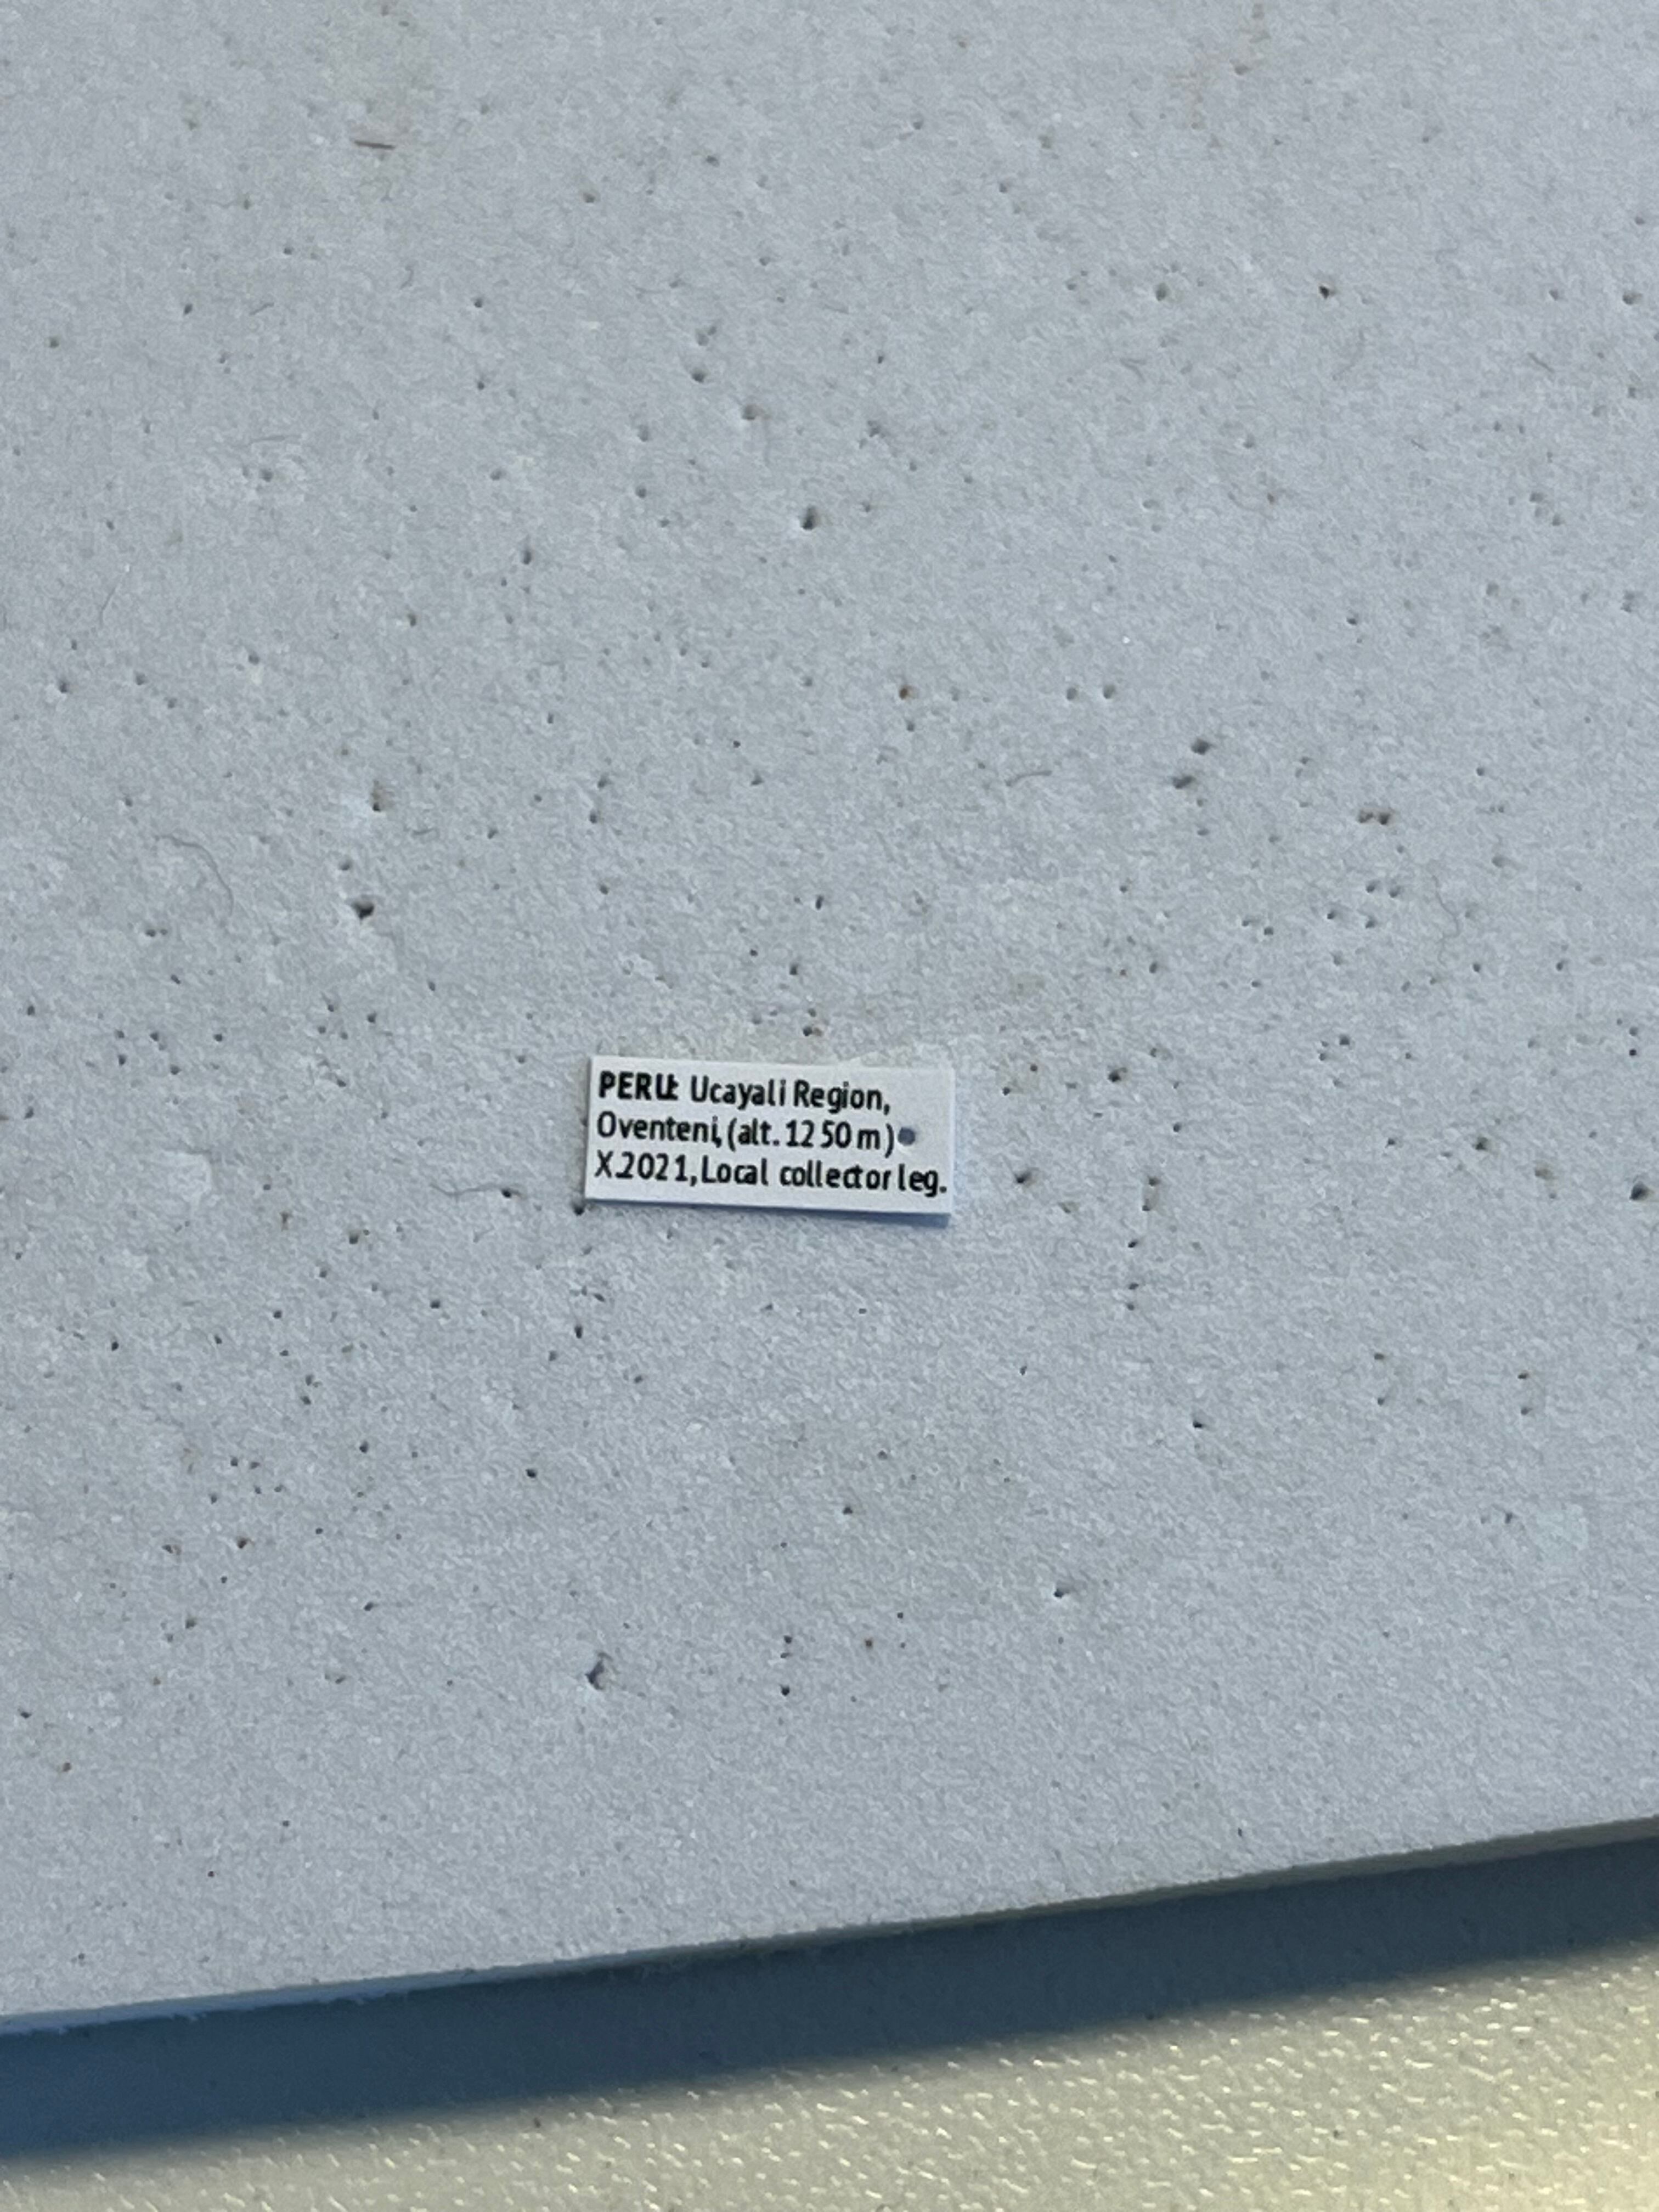 PERU: Ucayali Region,
Oventeni, (alt. 1250 m)
X.2021, Local collector leg.